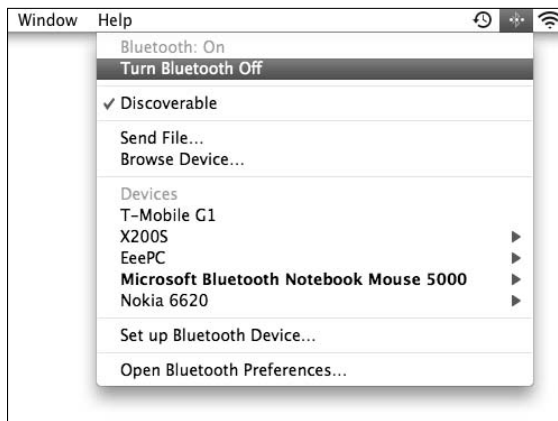 Window Help
Bluetooth: On
Turn Bluetooth Off
Discoverable
Send File...
Browse Device...
Devices
T-Mobile G1
X200S
EeePC
Microsoft Bluetooth Notebook Mouse 5000
Nokia 6620
Set up Bluetooth Device...
Open Bluetooth Preferences...